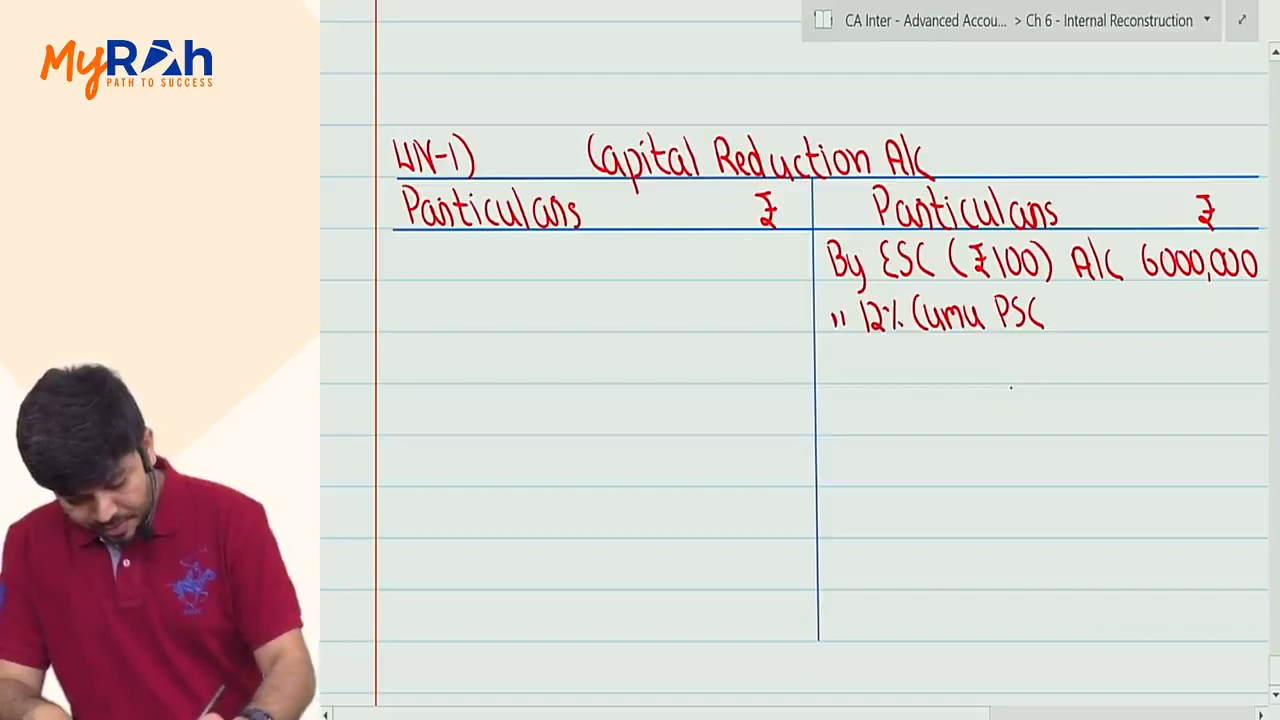 MyRAh
PATH TO SUCCESS
CA Inter - Advanced Accou... > Ch 6 - Internal Reconstruction
WN-1) Capital Reduction A/c
Particulars ₹ Particulars ₹
By ESC (₹100) A/c 6000,000
" 12% Cumu PSC